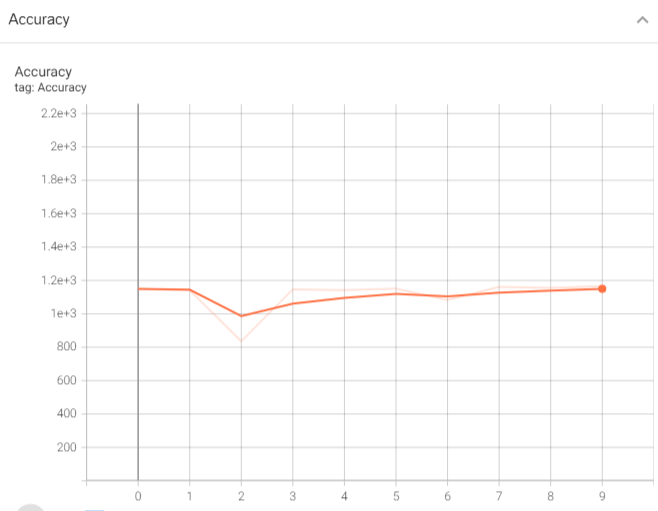 Accuracy
Accuracy
tag: Accuracy
2.2e+3
2e+3
1.8e+3
1.6e+3
1.4e+3
1.2e+3
1e+3
800
600
400
200
0 1 2 3 4 5 6 7 8 9